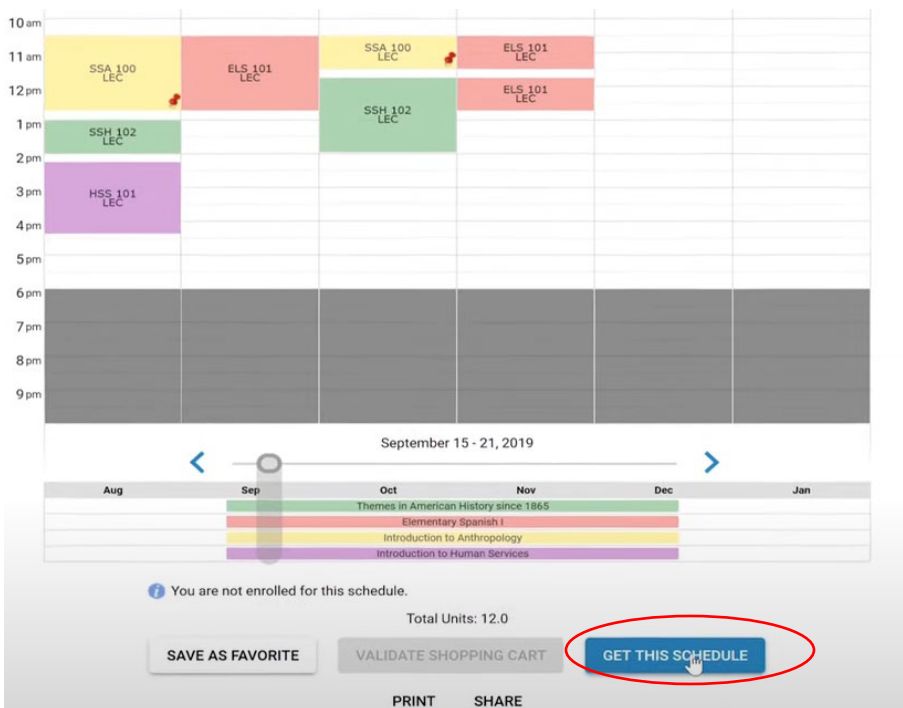 10 am
11 am
12 pm
1 pm
2 pm
3 pm
4 pm
5 pm
6 pm
7 pm
8 pm
9 pm
SSA 100
LEC
SSH 102
LEC
HSS 101
LEC
ELS 101
LEC
SSA 100
LEC
SSH 102
LEC
ELS 101
LEC
ELS 101
LEC
September 15 - 21, 2019
Aug Sep Oct Nov Dec Jan
Themes in American History since 1865
Elementary Spanish I
Introduction to Anthropology
Introduction to Human Services
You are not enrolled for this schedule.
Total Units: 12.0
SAVE AS FAVORITE VALIDATE SHOPPING CART GET THIS SCHEDULE
PRINT SHARE